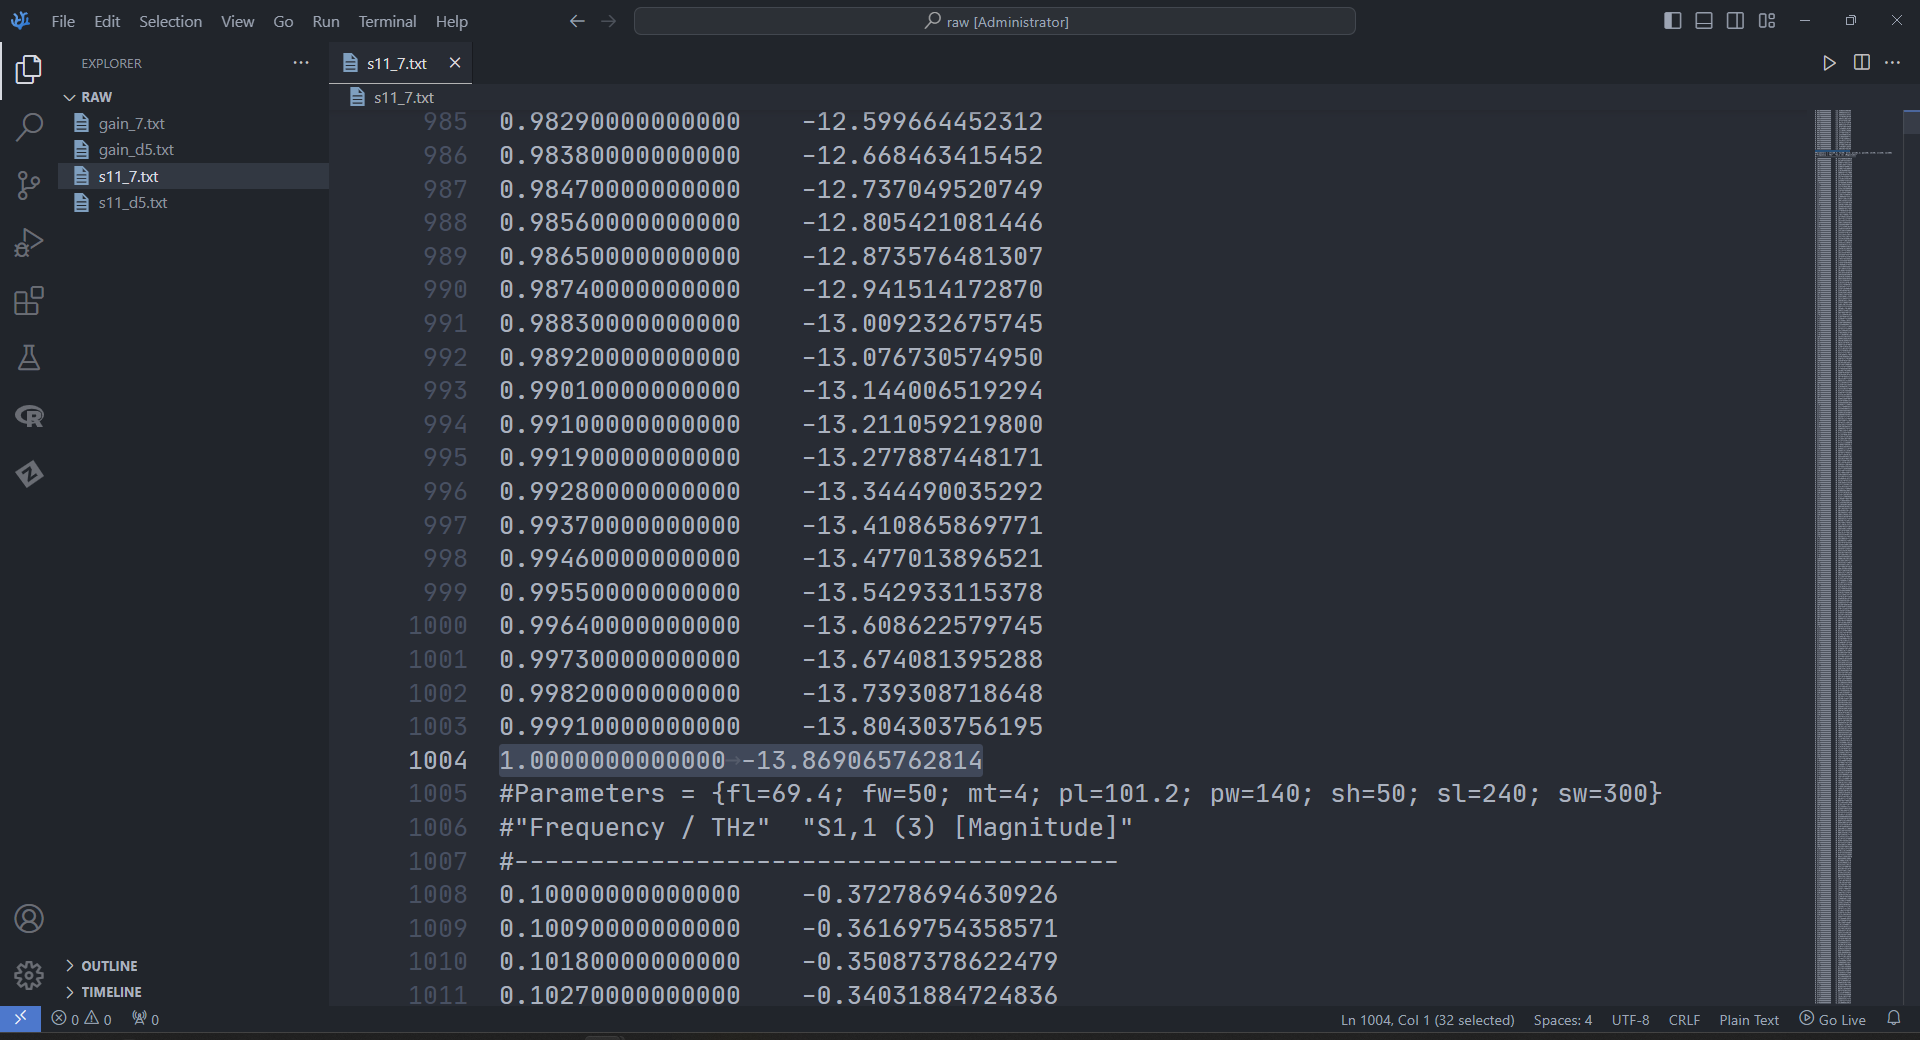 File Edit Selection View Go Run Terminal Help
raw [Administrator]
EXPLORER
RAW
gain_7.txt
gain_d5.txt
s11_7.txt
s11_d5.txt
OUTLINE
TIMELINE
s11_7.txt
s11_7.txt
985 0.98290000000000 -12.599664452312
986 0.98380000000000 -12.668463415452
987 0.98470000000000 -12.737049520749
988 0.98560000000000 -12.805421081446
989 0.98650000000000 -12.873576481307
990 0.98740000000000 -12.941514172870
991 0.98830000000000 -13.009232675745
992 0.98920000000000 -13.076730574950
993 0.99010000000000 -13.144006519294
994 0.99100000000000 -13.211059219800
995 0.99190000000000 -13.277887448171
996 0.99280000000000 -13.344490035292
997 0.99370000000000 -13.410865869771
998 0.99460000000000 -13.477013896521
999 0.99550000000000 -13.542933115378
1000 0.99640000000000 -13.608622579745
1001 0.99730000000000 -13.674081395288
1002 0.99820000000000 -13.739308718648
1003 0.99910000000000 -13.804303756195
1004 1.0000000000000 -13.869065762814
1005 #Parameters = {fl=69.4; fw=50; mt=4; pl=101.2; pw=140; sh=50; sl=240; sw=300}
1006 #"Frequency / THz" "S1,1 (3) [Magnitude]"
1007 #----------------------------------------
1008 0.10000000000000 -0.37278694630926
1009 0.10090000000000 -0.36169754358571
1010 0.10180000000000 -0.35087378622479
1011 0.10270000000000 -0.34031884724836
0 0 0 Ln 1004, Col 1 (32 selected) Spaces: 4 UTF-8 CRLF Plain Text Go Live